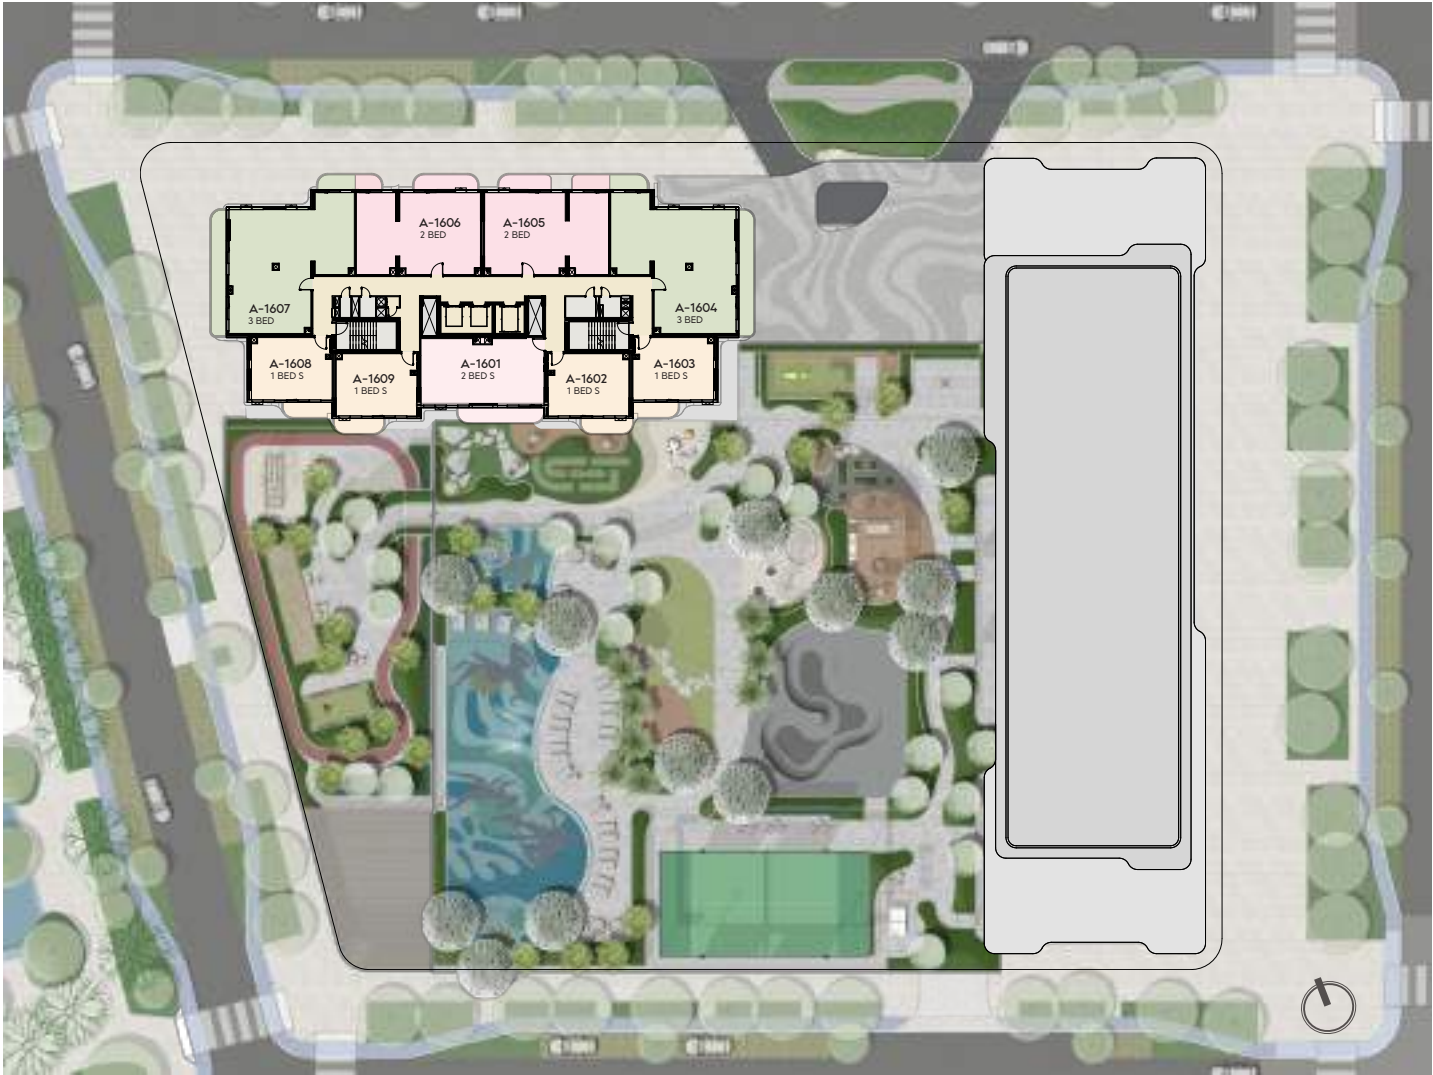 A-1606
2 BED
A-1605
2 BED
A-1607
3 BED
A-1604
3 BED
A-1608
1 BED S
A-1609
1 BED S
A-1601
2 BED S
A-1602
1 BED S
A-1603
1 BED S